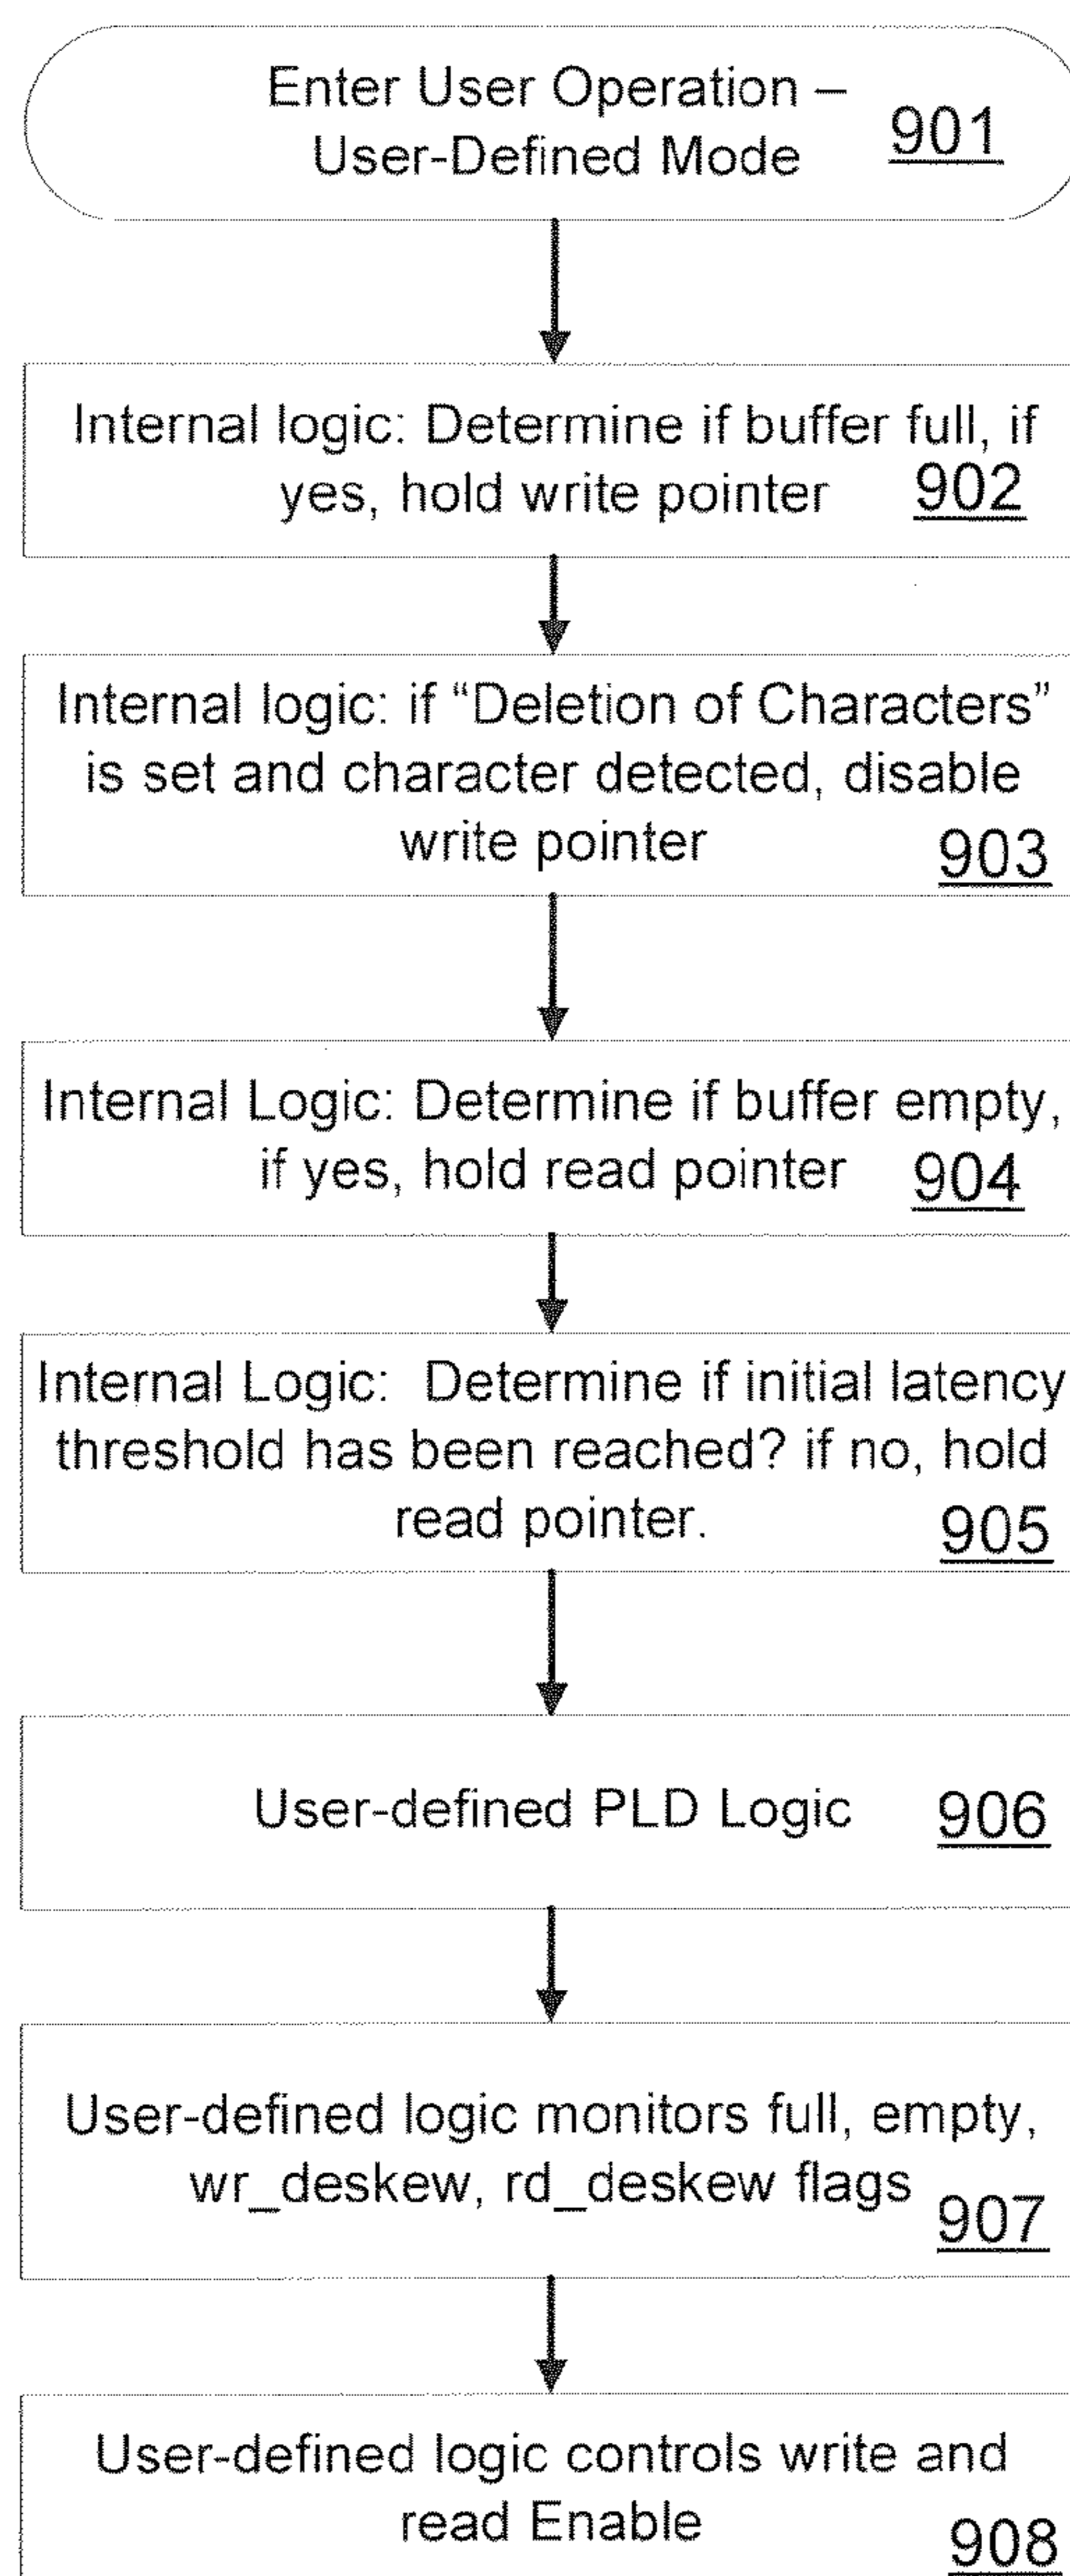 Enter User Operation –
User-Defined Mode 901
Internal logic: Determine if buffer full, if
yes, hold write pointer 902
Internal logic: if “Deletion of Characters”
is set and character detected, disable
write pointer 903
Internal Logic: Determine if buffer empty,
if yes, hold read pointer 904
Internal Logic: Determine if initial latency
threshold has been reached? if no, hold
read pointer. 905
User-defined PLD Logic 906
User-defined logic monitors full, empty,
wr_deskew, rd_deskew flags 907
User-defined logic controls write and
read Enable 908